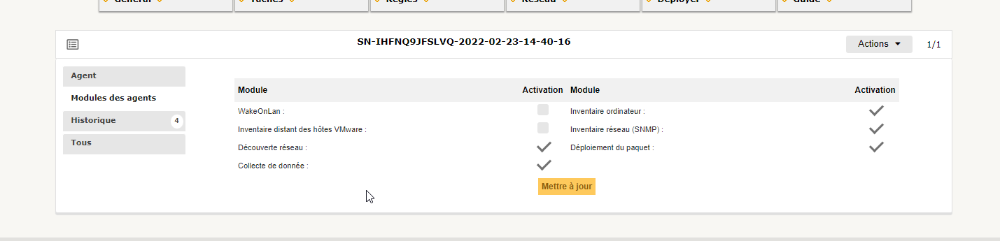 Général Tâches Règles Réseau Déployer Guide
SN-IHFNQ9JFSLVQ-2022-02-23-14-40-16
Actions
1/1
Agent
Modules des agents
Historique 4
Tous
Module Activation Module Activation
WakeOnLan : Inventaire ordinateur :
Inventaire distant des hôtes VMware : Inventaire réseau (SNMP) :
Découverte réseau : Déploiement du paquet :
Collecte de donnée :
Mettre à jour